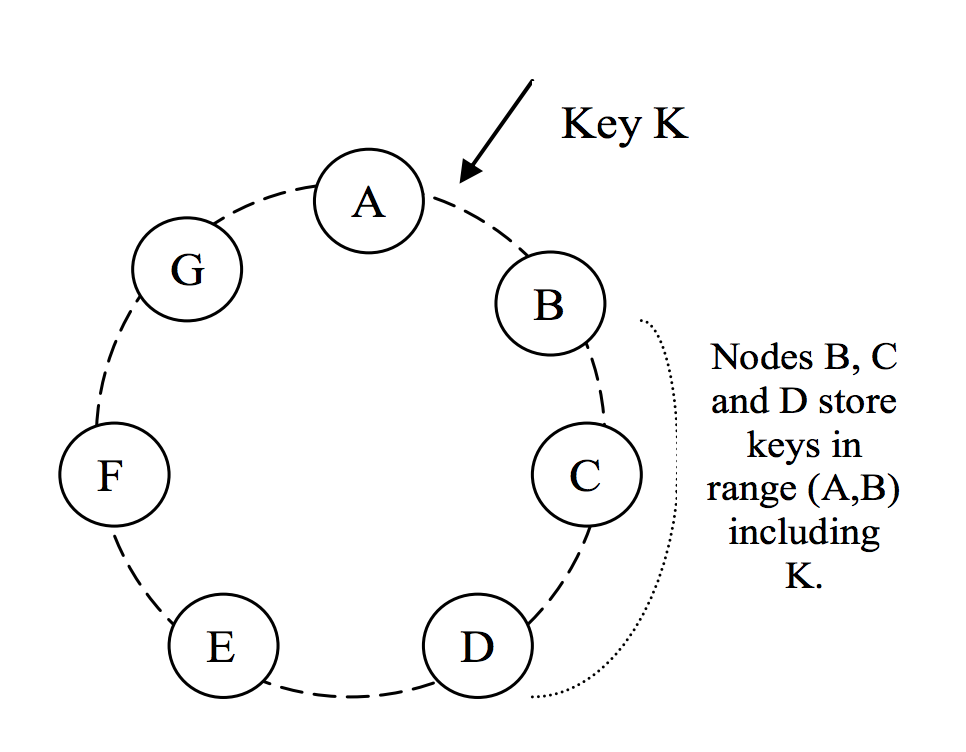 Key K
A
G
B
Nodes B, C
and D store
keys in
range (A,B)
including
K.
F
C
E
D